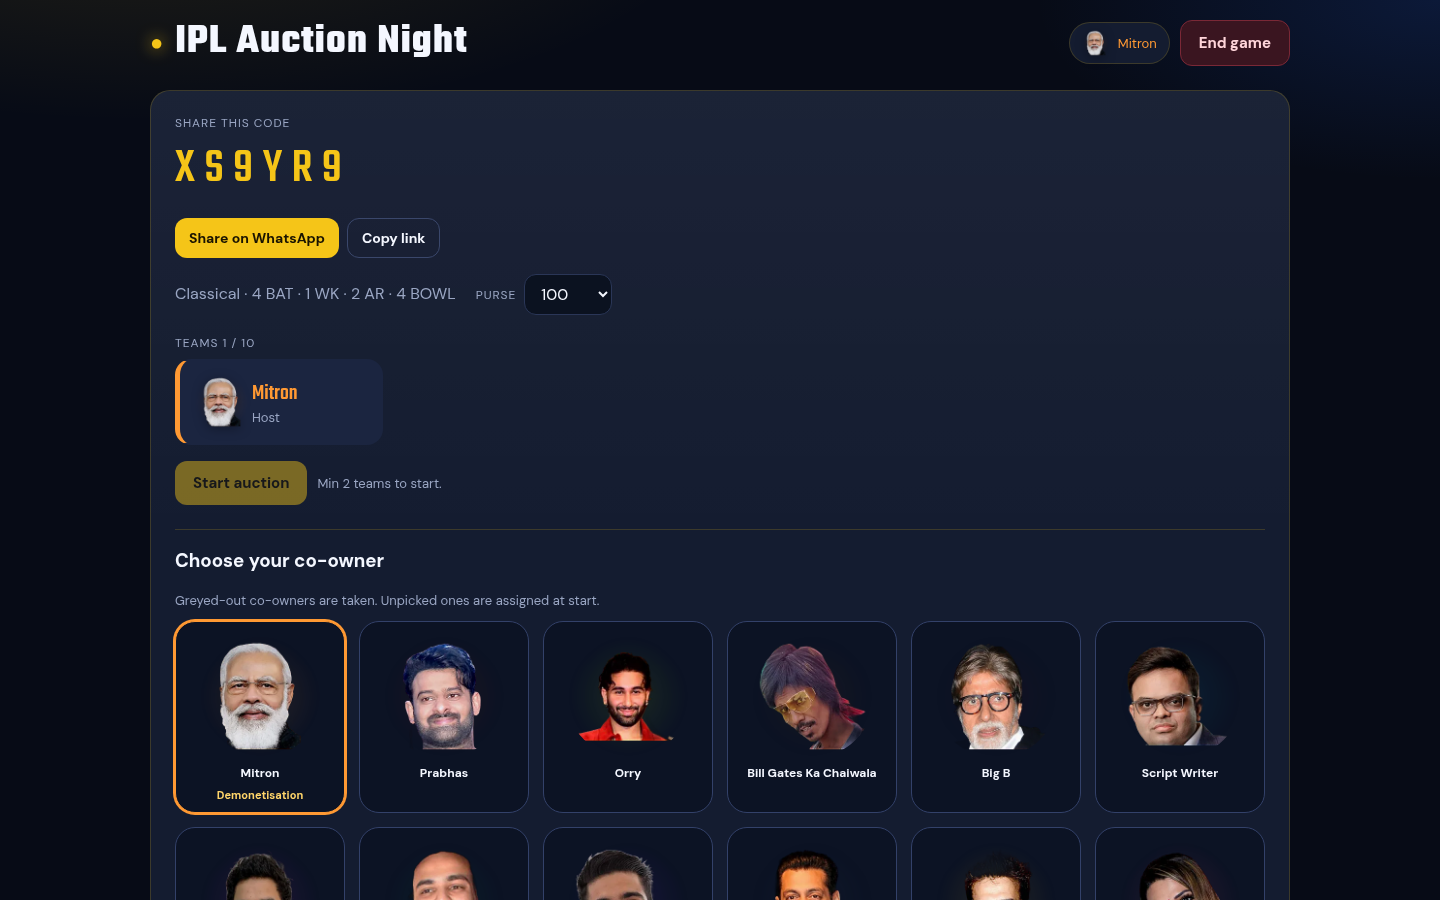 IPL Auction Night
Mitron
End game
SHARE THIS CODE
XS9YR9
Share on WhatsApp
Copy link
Classical · 4 BAT · 1 WK · 2 AR · 4 BOWL
PURSE
100
TEAMS 1 / 10
Mitron
Host
Start auction
Min 2 teams to start.
Choose your co-owner
Greyed-out co-owners are taken. Unpicked ones are assigned at start.
Mitron
Demonetisation
Prabhas
Orry
Bill Gates Ka Chaiwala
Big B
Script Writer